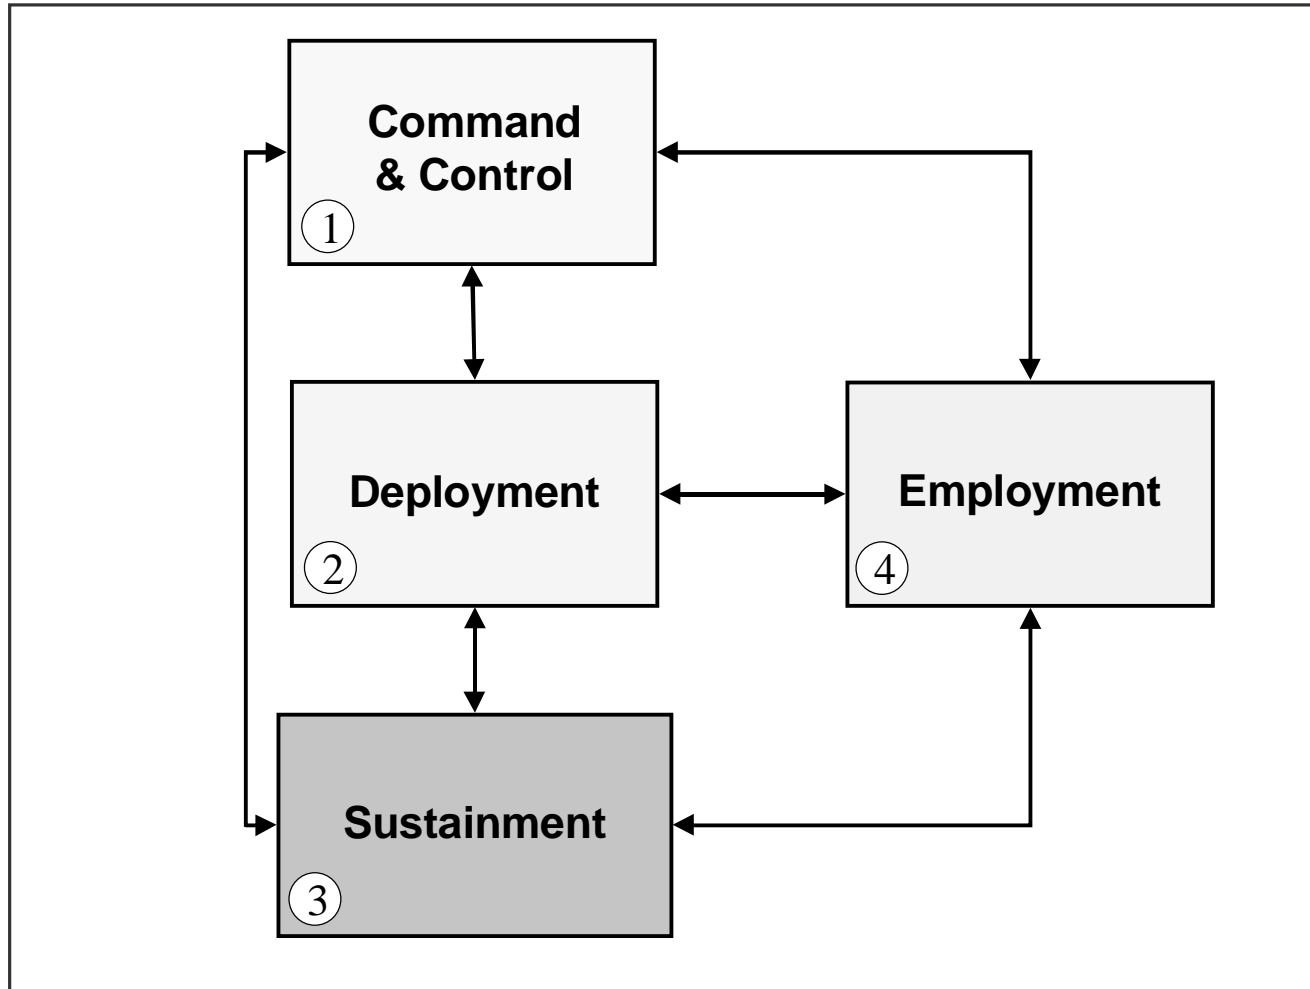 Command
& Control
1
Deployment
2
Employment
4
Sustainment
3